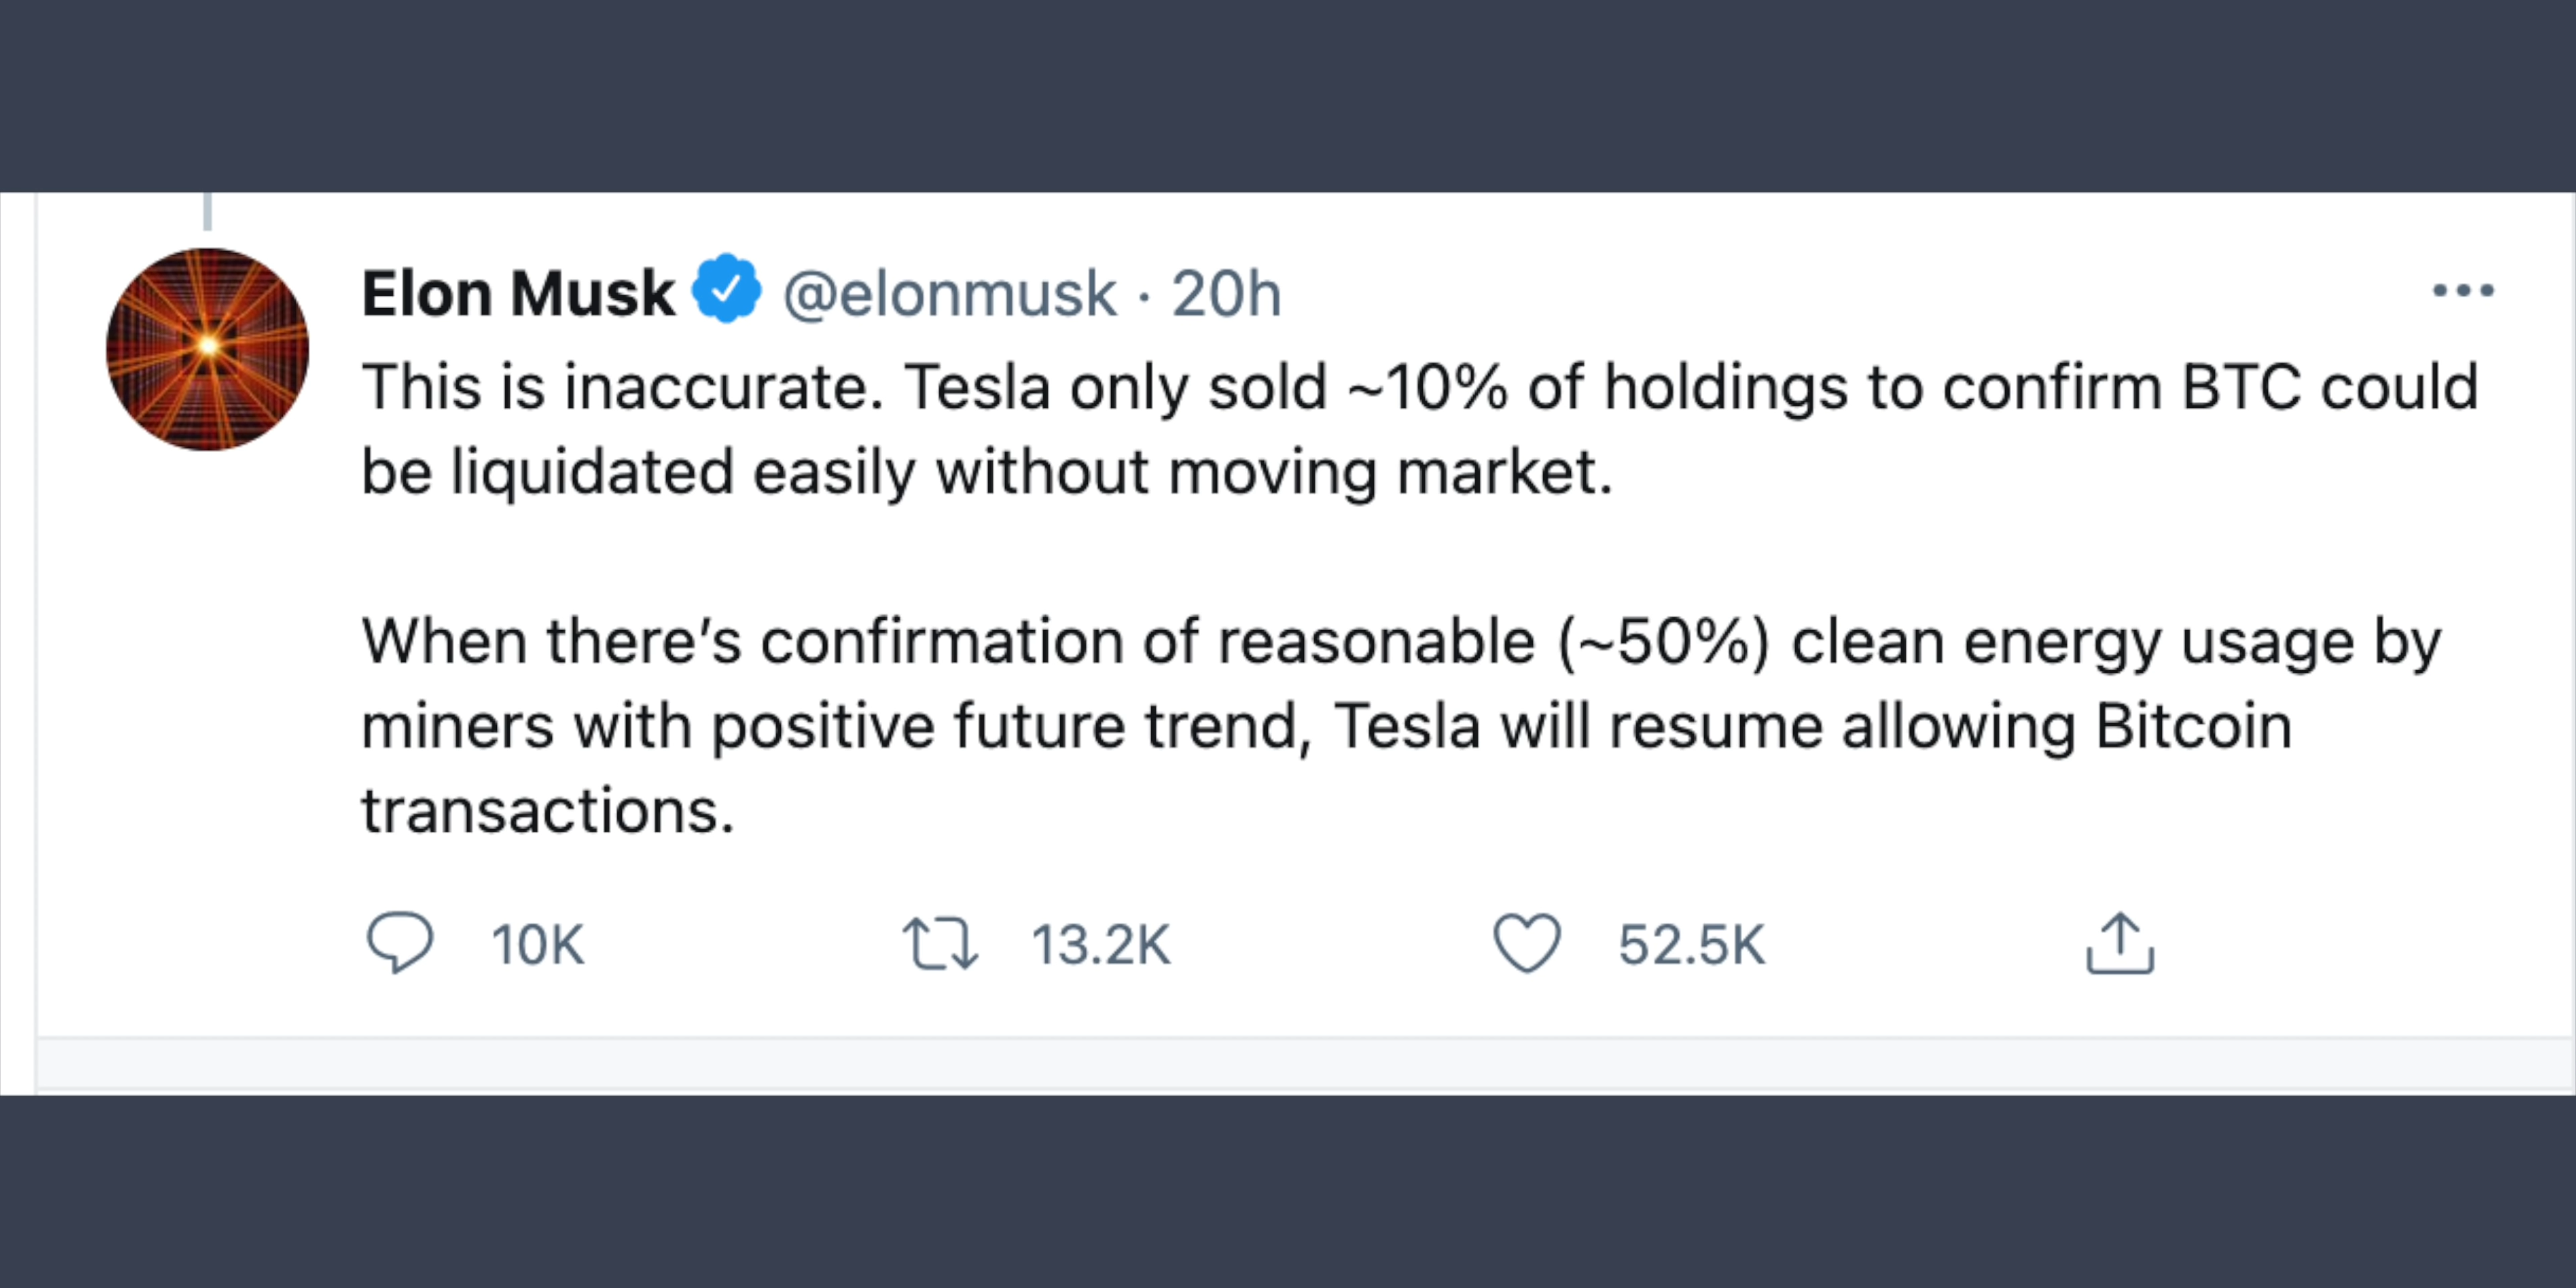 Elon Musk @elonmusk · 20h
This is inaccurate. Tesla only sold ~10% of holdings to confirm BTC could
be liquidated easily without moving market.
When there’s confirmation of reasonable (~50%) clean energy usage by
miners with positive future trend, Tesla will resume allowing Bitcoin
transactions.
10K 13.2K 52.5K